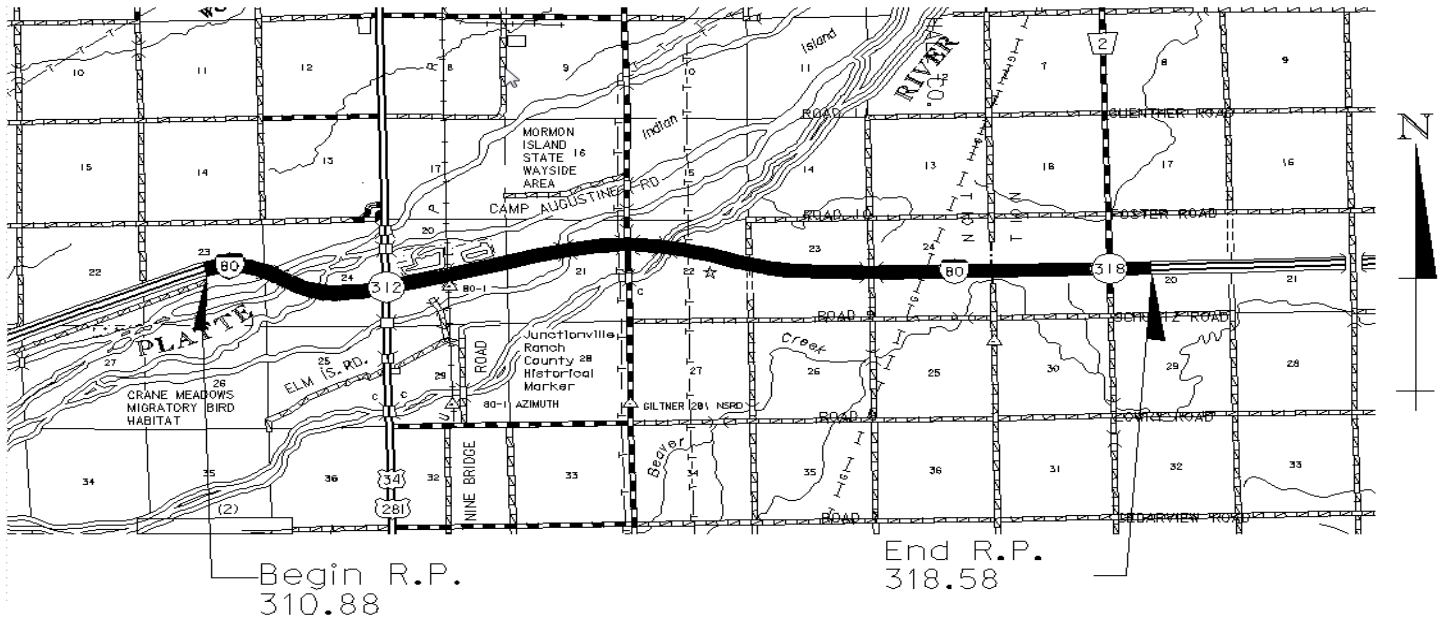 RIVER
CO.
2
10
11
12
8
9
10
11
12
7
8
9
Island
Indian
ROAD
GUENTHER ROAD
N
MORMON
ISLAND
STATE
WAYSIDE
AREA
15
14
13
17
16
15
14
13
18
17
16
CAMP AUGUSTINE RD
ROAD 10
FOSTER ROAD
22
23
24
20
21
22
23
24
20
21
80
312
80-1
80
318
PLATTE
ROAD
SCHULTZ ROAD
27
26
25
29
ELM IS. RD.
ROAD
Junctionville
Ranch
County 28
Historical
Marker
Creek
27
26
25
30
29
28
CRANE MEADOWS
MIGRATORY BIRD
HABITAT
80-1 AZIMUTH
GILTNER 281 NSRD
ROAD
LOWRY ROAD
34
35
36
32
33
34
35
36
31
32
33
NINE BRIDGE
Beaver
34
281
(2)
ROAD
CEDARVIEW ROAD
Begin R.P.
310.88
End R.P.
318.58